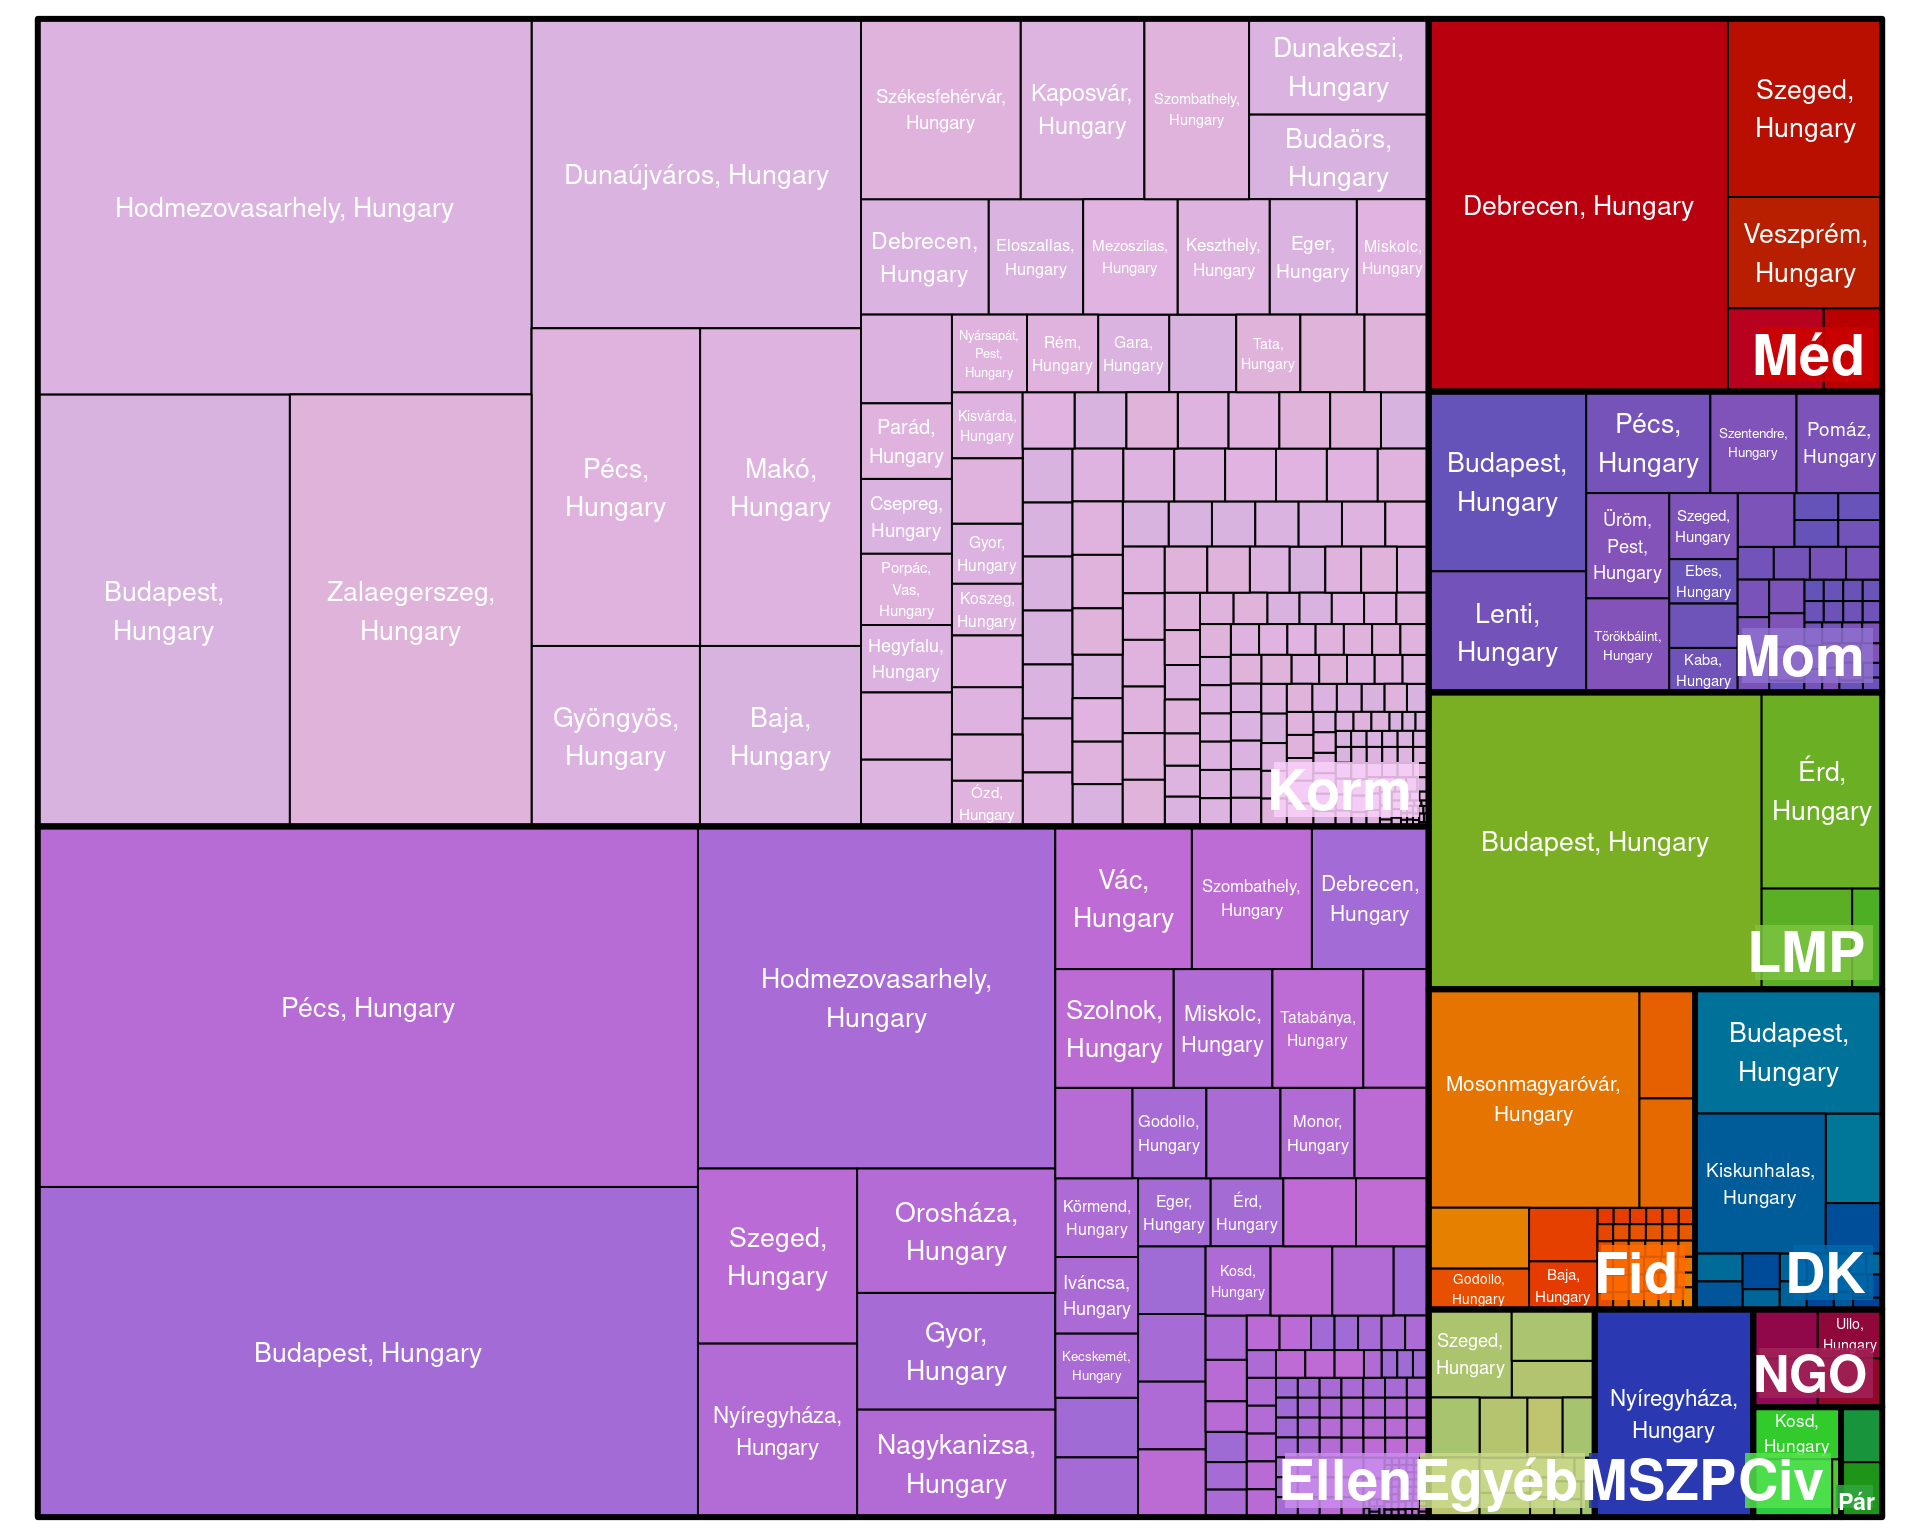 Hodmezovasarhely, Hungary
Dunaújváros, Hungary
Székesfehérvár,
Hungary
Kaposvár,
Hungary
Szombathely,
Hungary
Dunakeszi,
Hungary
Budaörs,
Hungary
Debrecen,
Hungary
Eloszallas,
Hungary
Mezoszilas,
Hungary
Keszthely,
Hungary
Eger,
Hungary
Miskolc,
Hungary
Nyársapát,
Pest,
Hungary
Rém,
Hungary
Gara,
Hungary
Tata,
Hungary
Budapest,
Hungary
Zalaegerszeg,
Hungary
Pécs,
Hungary
Makó,
Hungary
Gyöngyös,
Hungary
Baja,
Hungary
Parád,
Hungary
Kisvárda,
Hungary
Csepreg,
Hungary
Gyor,
Hungary
Porpác,
Vas,
Hungary
Koszeg,
Hungary
Hegyfalu,
Hungary
Ózd,
Hungary
Korm
Debrecen, Hungary
Szeged,
Hungary
Veszprém,
Hungary
Méd
Budapest,
Hungary
Pécs,
Hungary
Szentendre,
Hungary
Pomáz,
Hungary
Lenti,
Hungary
Üröm,
Pest,
Hungary
Szeged,
Hungary
Ebes,
Hungary
Törökbálint,
Hungary
Kaba,
Hungary
Mom
Budapest, Hungary
Érd,
Hungary
LMP
Pécs, Hungary
Budapest, Hungary
Hodmezovasarhely,
Hungary
Szeged,
Hungary
Orosháza,
Hungary
Gyor,
Hungary
Nyíregyháza,
Hungary
Nagykanizsa,
Hungary
Vác,
Hungary
Szombathely,
Hungary
Debrecen,
Hungary
Szolnok,
Hungary
Miskolc,
Hungary
Tatabánya,
Hungary
Godollo,
Hungary
Monor,
Hungary
Körmend,
Hungary
Eger,
Hungary
Érd,
Hungary
Iváncsa,
Hungary
Kosd,
Hungary
Kecskemét,
Hungary
Ellen
Mosonmagyaróvár,
Hungary
Godollo,
Hungary
Baja,
Hungary
Fid
Budapest,
Hungary
Kiskunhalas,
Hungary
DK
Szeged,
Hungary
Egyéb
Nyíregyháza,
Hungary
MSZP
Ullo,
Hungary
NGO
Kosd,
Hungary
Civ
Pár